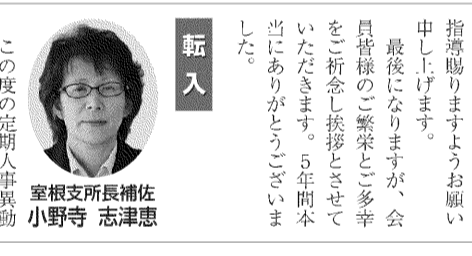 指導賜りますようお願い
申し上げます。
最後になりますが、会
員皆様のご繁栄とご多幸
をご祈念し挨拶とさせて
いただきます。5年間本
当にありがとうございま
した。
転入
室根支所長補佐
小野寺 志津恵
この度の定期人事異動